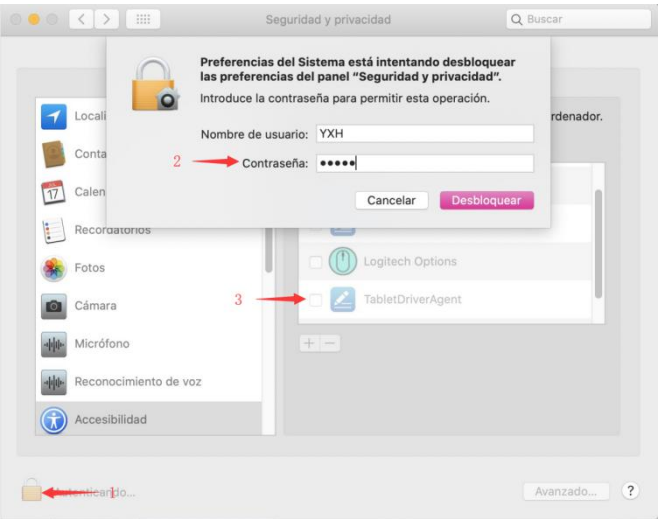 Seguridad y privacidad
Buscar
Preferencias del Sistema está intentando desbloquear
las preferencias del panel “Seguridad y privacidad”.
Introduce la contraseña para permitir esta operación.
Nombre de usuario: YXH
2 Contraseña: •••••
Cancelar Desbloquear
rdenador.
Locali
Conta
17 Calen
Recordatorios
Fotos
Cámara
Micrófono
Reconocimiento de voz
Accesibilidad
Logitech Options
3 TabletDriverAgent
+ −
1
Autenticando...
Avanzado... ?